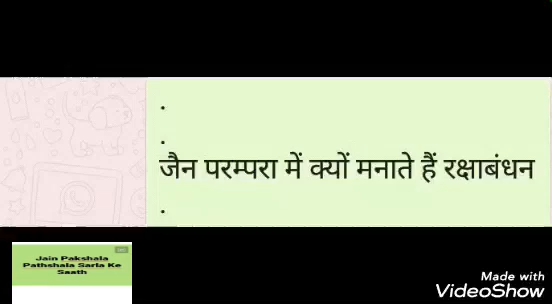 .
.
जैन परम्परा में क्यों मनाते हैं रक्षाबंधन
.
Jain Pakshala
Pathshala Sarla Ke
Saath
Made with
VideoShow